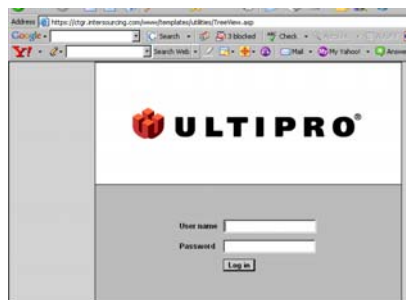 Address https://ctgr.intersourcing.com/www/templates/utilities/TreeView.asp
Google Search 3 blocked Check
Y! Search Web Mail My Yahoo!
ULTIPRO®
User name
Password
Log in